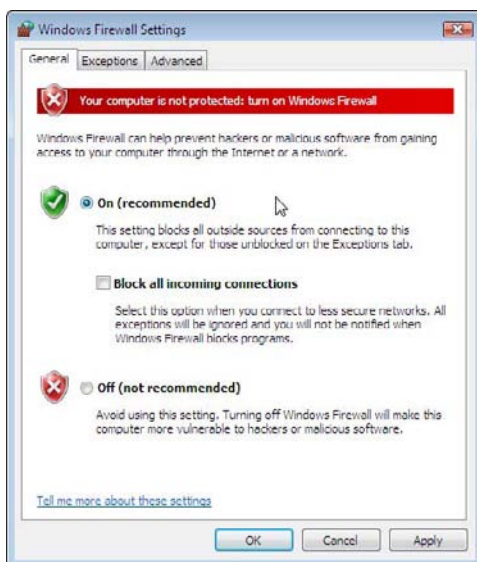 Windows Firewall Settings
General Exceptions Advanced
Your computer is not protected: turn on Windows Firewall
Windows Firewall can help prevent hackers or malicious software from gaining
access to your computer through the Internet or a network.
On (recommended)
This setting blocks all outside sources from connecting to this
computer, except for those unblocked on the Exceptions tab.
Block all incoming connections
Select this option when you connect to less secure networks. All
exceptions will be ignored and you will not be notified when
Windows Firewall blocks programs.
Off (not recommended)
Avoid using this setting. Turning off Windows Firewall will make this
computer more vulnerable to hackers or malicious software.
Tell me more about these settings
OK Cancel Apply